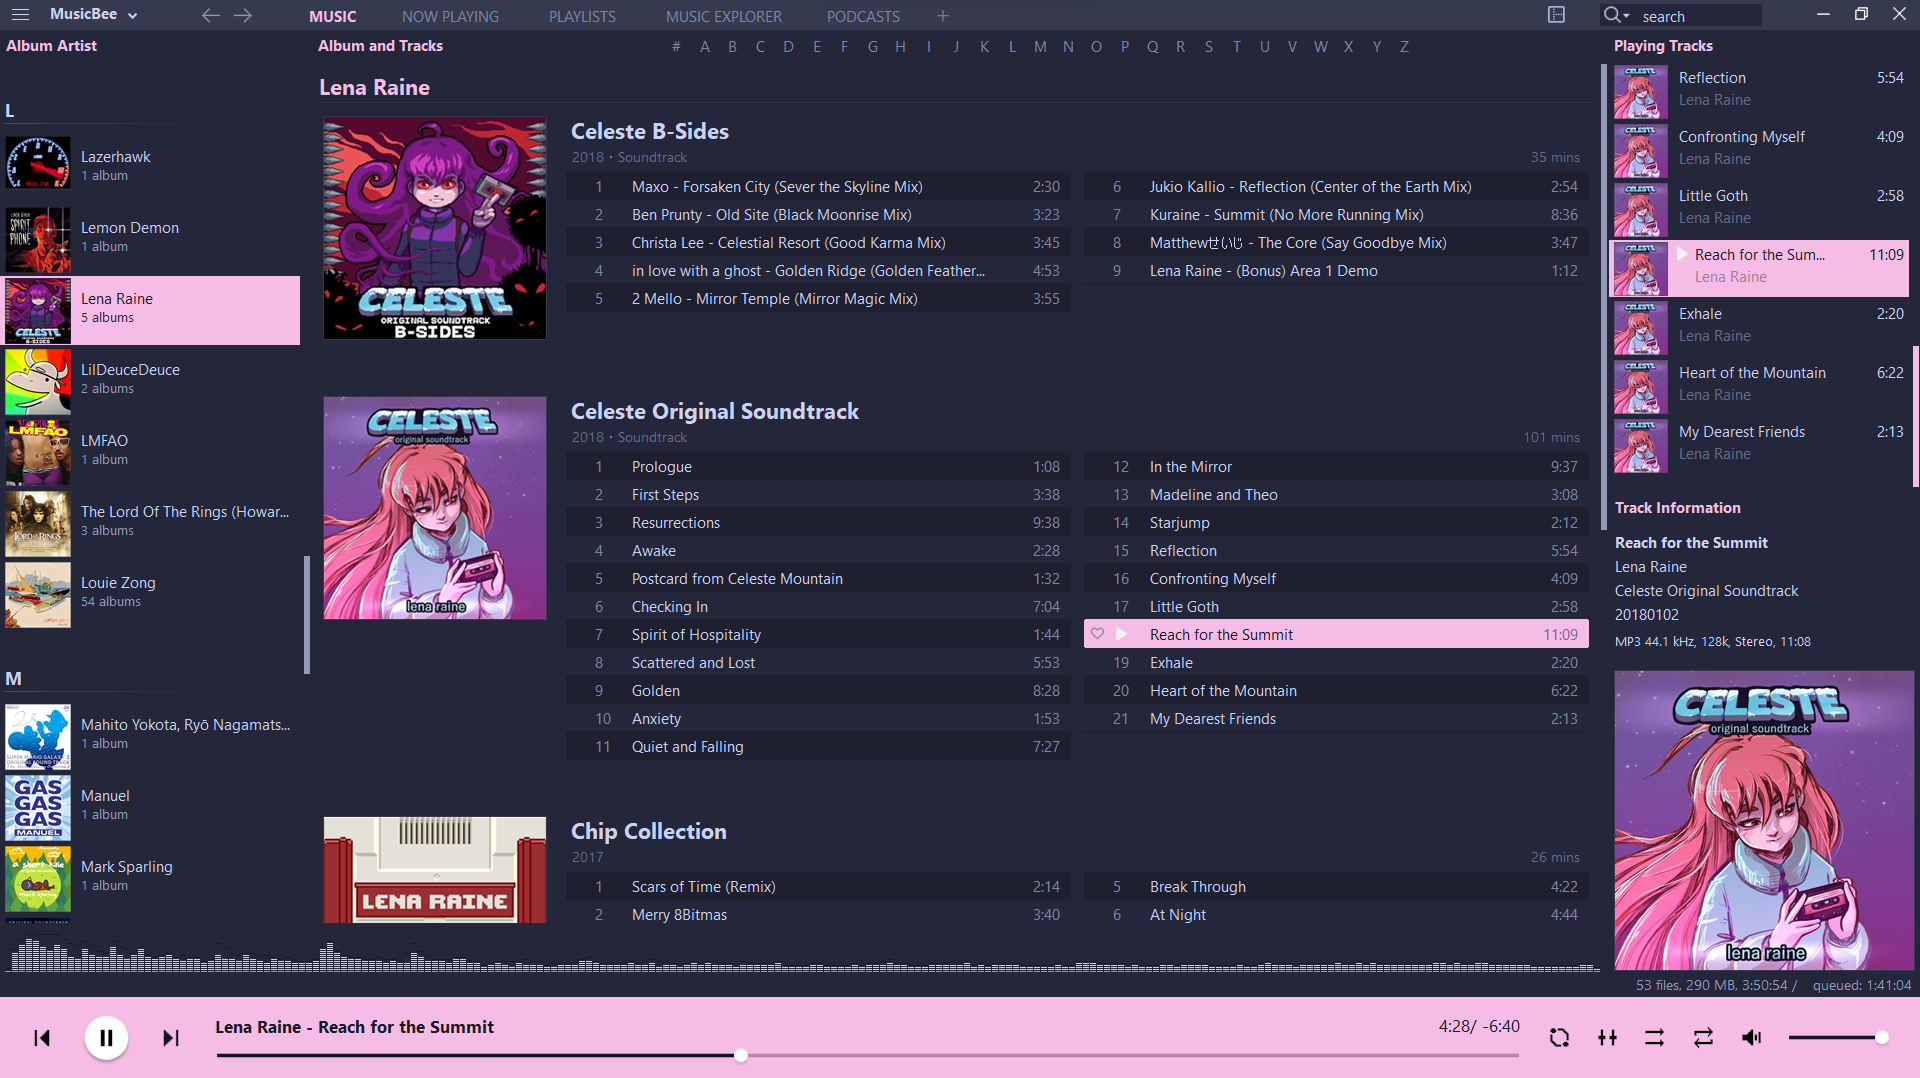 MusicBee
MUSIC
NOW PLAYING
PLAYLISTS
MUSIC EXPLORER
PODCASTS
search
Album Artist
L
Lazerhawk
1 album
Lemon Demon
1 album
Lena Raine
5 albums
LilDeuceDeuce
2 albums
LMFAO
1 album
The Lord Of The Rings (Howar...
3 albums
Louie Zong
54 albums
M
Mahito Yokota, Ryō Nagamats...
1 album
Manuel
1 album
Mark Sparling
1 album
Album and Tracks
# A B C D E F G H I J K L M N O P Q R S T U V W X Y Z
Lena Raine
CELESTE
ORIGINAL SOUNDTRACK
B-SIDES
Celeste B-Sides
2018 • Soundtrack 35 mins
1 Maxo - Forsaken City (Sever the Skyline Mix) 2:30
2 Ben Prunty - Old Site (Black Moonrise Mix) 3:23
3 Christa Lee - Celestial Resort (Good Karma Mix) 3:45
4 in love with a ghost - Golden Ridge (Golden Feather... 4:53
5 2 Mello - Mirror Temple (Mirror Magic Mix) 3:55
6 Jukio Kallio - Reflection (Center of the Earth Mix) 2:54
7 Kuraine - Summit (No More Running Mix) 8:36
8 Matthewせいじ - The Core (Say Goodbye Mix) 3:47
9 Lena Raine - (Bonus) Area 1 Demo 1:12
CELESTE
original soundtrack
lena raine
Celeste Original Soundtrack
2018 • Soundtrack 101 mins
1 Prologue 1:08
2 First Steps 3:38
3 Resurrections 9:38
4 Awake 2:28
5 Postcard from Celeste Mountain 1:32
6 Checking In 7:04
7 Spirit of Hospitality 1:44
8 Scattered and Lost 5:53
9 Golden 8:28
10 Anxiety 1:53
11 Quiet and Falling 7:27
12 In the Mirror 9:37
13 Madeline and Theo 3:08
14 Starjump 2:12
15 Reflection 5:54
16 Confronting Myself 4:09
17 Little Goth 2:58
Reach for the Summit 11:09
19 Exhale 2:20
20 Heart of the Mountain 6:22
21 My Dearest Friends 2:13
LENA RAINE
Chip Collection
2017 26 mins
1 Scars of Time (Remix) 2:14
2 Merry 8Bitmas 3:40
5 Break Through 4:22
6 At Night 4:44
Playing Tracks
Reflection 5:54
Lena Raine
Confronting Myself 4:09
Lena Raine
Little Goth 2:58
Lena Raine
Reach for the Sum... 11:09
Lena Raine
Exhale 2:20
Lena Raine
Heart of the Mountain 6:22
Lena Raine
My Dearest Friends 2:13
Lena Raine
Track Information
Reach for the Summit
Lena Raine
Celeste Original Soundtrack
20180102
MP3 44.1 kHz, 128k, Stereo, 11:08
CELESTE
original soundtrack
lena raine
53 files, 290 MB, 3:50:54 / queued: 1:41:04
Lena Raine - Reach for the Summit
4:28/ -6:40